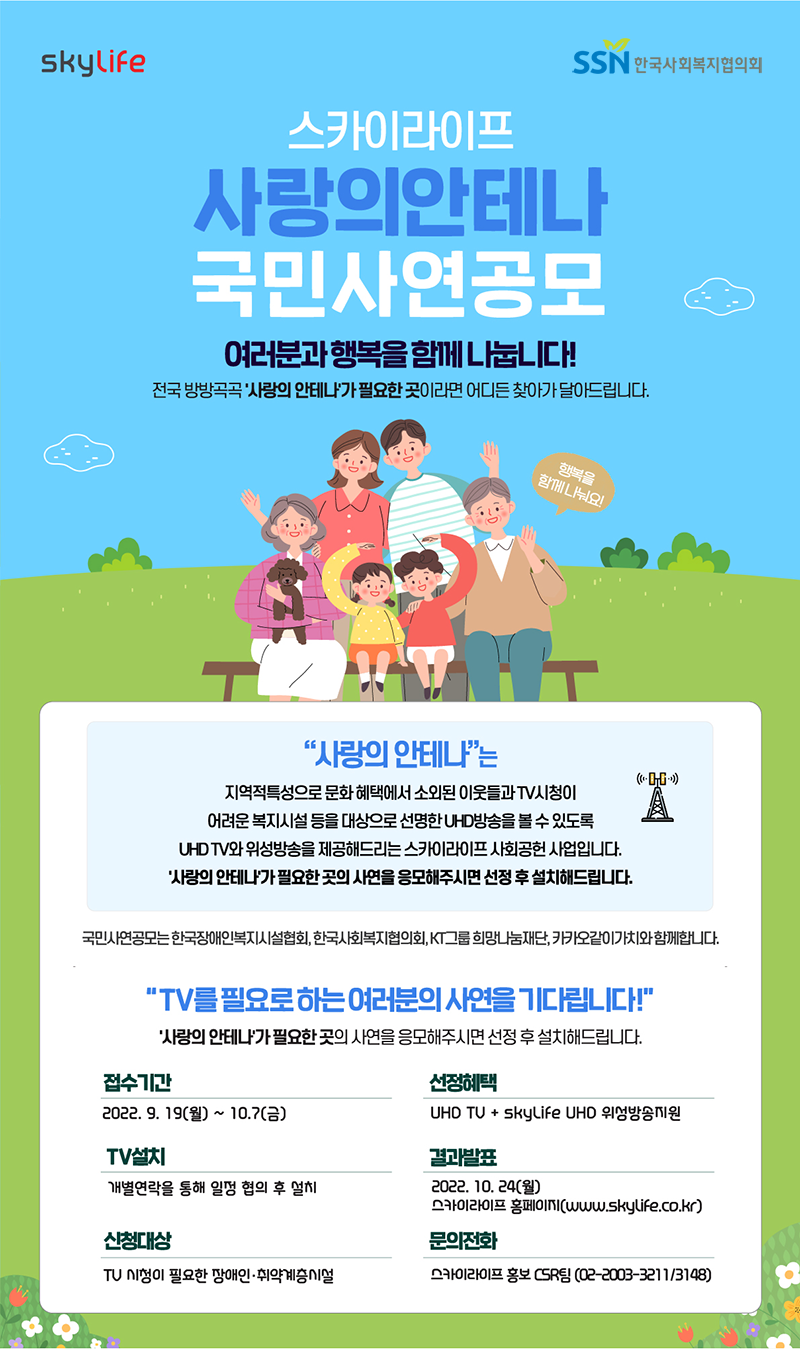 skylife
SSN 한국사회복지협의회
스카이라이프
사랑의안테나
국민사연공모
여러분과 행복을 함께 나눕니다!
전국 방방곡곡 '사랑의 안테나'가 필요한 곳이라면 어디든 찾아가 달아드립니다.
행복을
함께 나눠요!
“사랑의 안테나”는
지역적특성으로 문화 혜택에서 소외된 이웃들과 TV시청이
어려운 복지시설 등을 대상으로 선명한 UHD방송을 볼 수 있도록
UHD TV와 위성방송을 제공해드리는 스카이라이프 사회공헌 사업입니다.
'사랑의 안테나'가 필요한 곳의 사연을 응모해주시면 선정 후 설치해드립니다.
국민사연공모는 한국장애인복지시설협회, 한국사회복지협의회, KT그룹 희망나눔재단, 카카오같이가치와 함께합니다.
“TV를 필요로 하는 여러분의 사연을 기다립니다!"
'사랑의 안테나'가 필요한 곳의 사연을 응모해주시면 선정 후 설치해드립니다.
접수기간
2022. 9. 19(월) ~ 10.7(금)
선정혜택
UHD TV + skyLife UHD 위성방송지원
TV설치
개별연락을 통해 일정 협의 후 설치
결과발표
2022. 10. 24(월)
스카이라이프 홈페이지(www.skylife.co.kr)
신청대상
TV 시청이 필요한 장애인·취약계층시설
문의전화
스카이라이프 홍보 CSR팀 (02-2003-3211/3148)